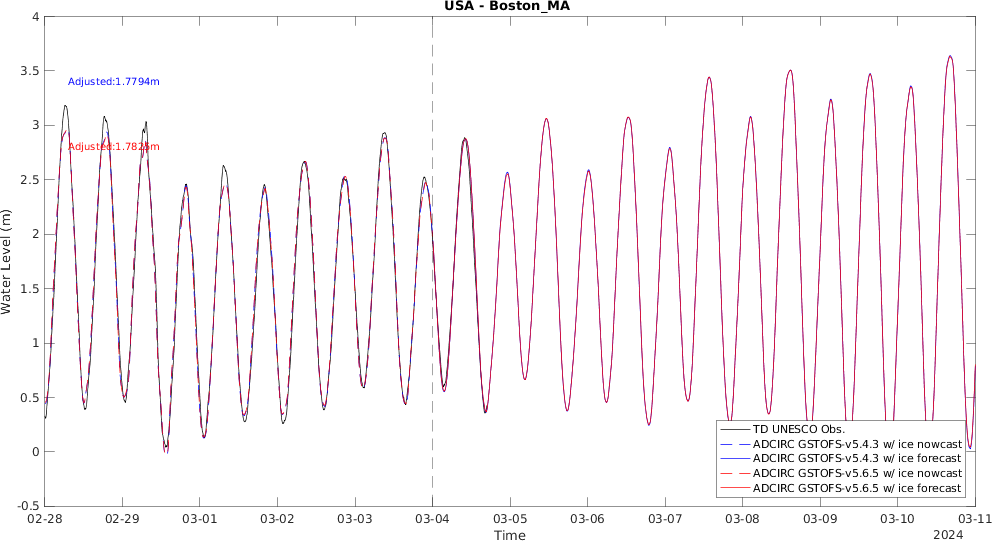 USA - Boston_MA
4
3.5
3
2.5
2
1.5
1
0.5
0
-0.5
Water Level (m)
Adjusted:1.7794m
TD UNESCO Obs.
ADCIRC GSTOFS-v5.4.3 w/ ice nowcast
ADCIRC GSTOFS-v5.4.3 w/ ice forecast
ADCIRC GSTOFS-v5.6.5 w/ ice nowcast
ADCIRC GSTOFS-v5.6.5 w/ ice forecast
02-28 02-29 03-01 03-02 03-03 03-04 03-05 03-06 03-07 03-08 03-09 03-10 03-11
Time
2024